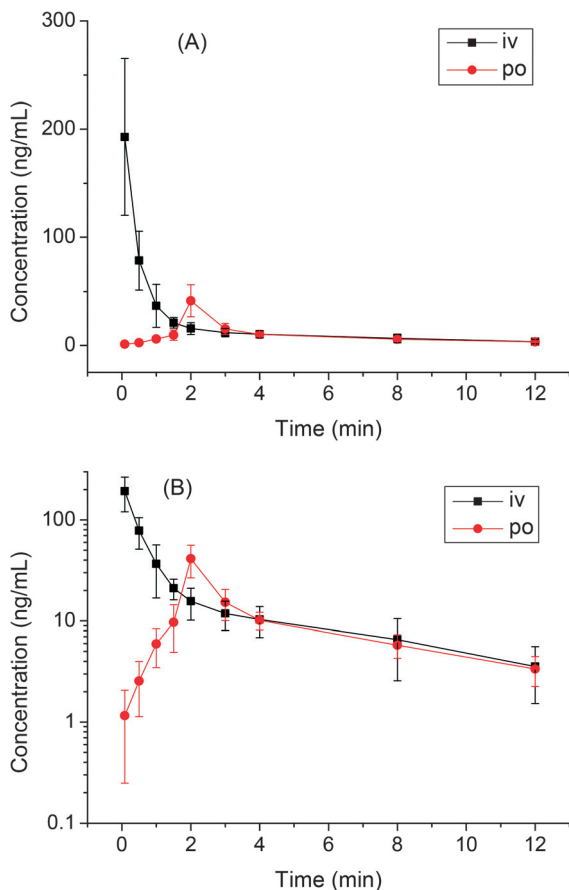 (A)
iv
po
300
200
100
0
Concentration (ng/mL)
0 2 4 6 8 10 12
Time (min)
(B)
iv
po
100
10
1
0.1
Concentration (ng/mL)
0 2 4 6 8 10 12
Time (min)